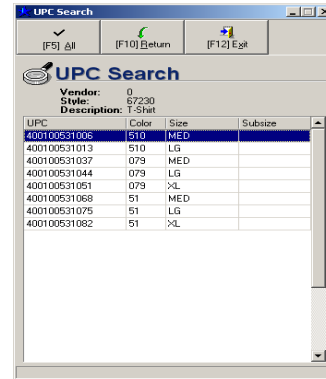 UPC Search
[F5] All [F10] Return [F12] Exit
UPC Search
Vendor: 0
Style: 67230
Description: T-Shirt
UPC Color Size Subsize
400100531006 510 MED
400100531013 510 LG
400100531037 079 MED
400100531044 079 LG
400100531051 079 XL
400100531068 51 MED
400100531075 51 LG
400100531082 51 XL